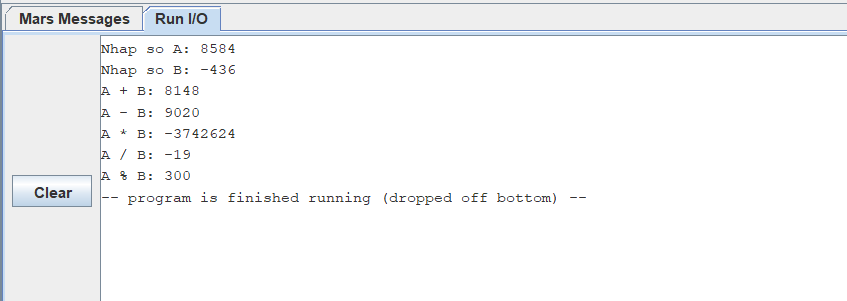 Mars Messages Run I/O
Nhap so A: 8584
Nhap so B: -436
A + B: 8148
A - B: 9020
A * B: -3742624
A / B: -19
A % B: 300
Clear
-- program is finished running (dropped off bottom) --